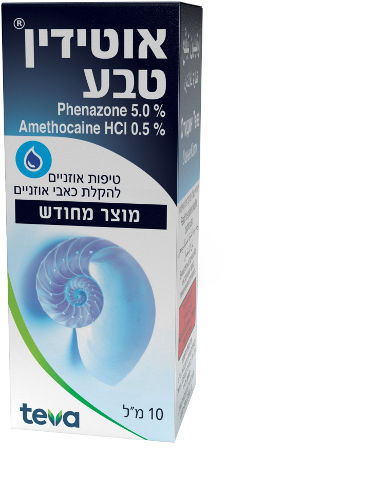 אוטידין®
טבע
Phenazone 5.0 %
Amethocaine HCl 0.5 %
טיפות אוזניים
להקלת כאבי אוזניים
מוצר מחודש
teva
10 מ״ל